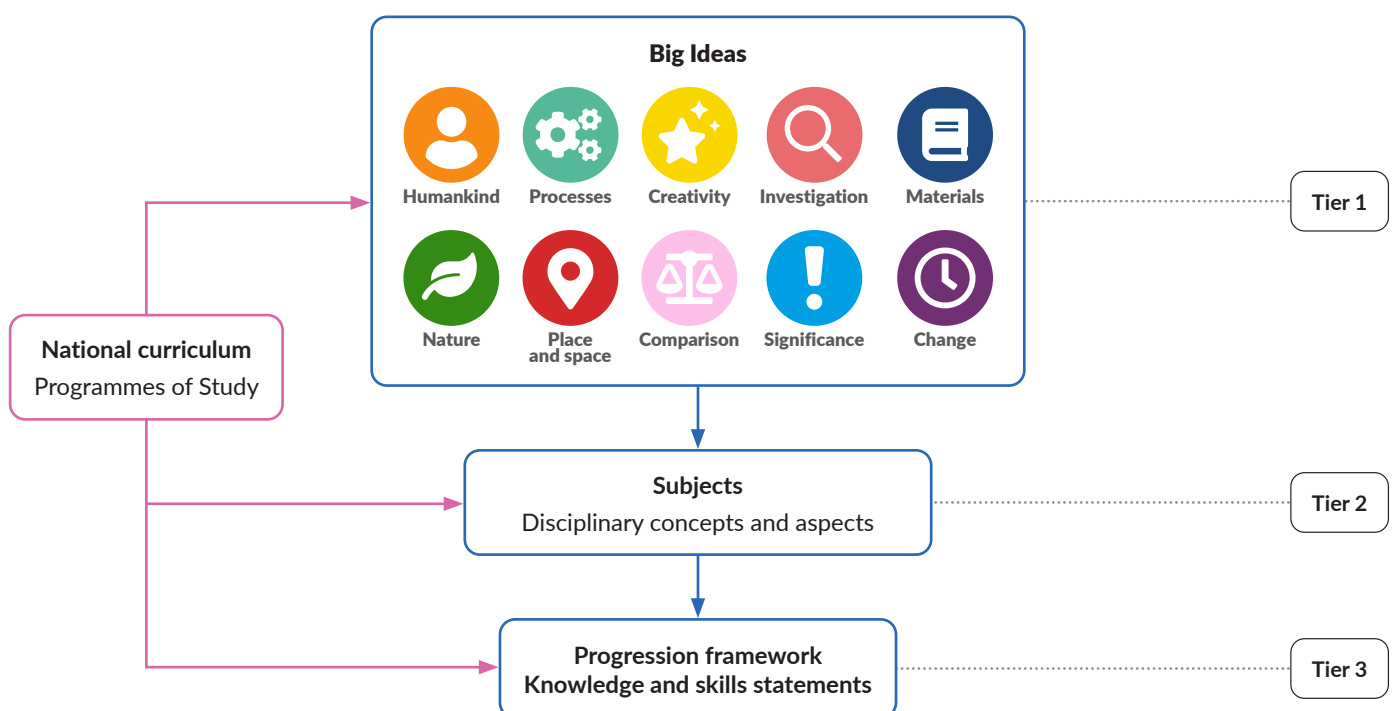 Big Ideas
Humankind
Processes
Creativity
Investigation
Materials
Tier 1
Nature
Place
and space
Comparison
Significance
Change
National curriculum
Programmes of Study
Subjects
Disciplinary concepts and aspects
Tier 2
Progression framework
Knowledge and skills statements
Tier 3